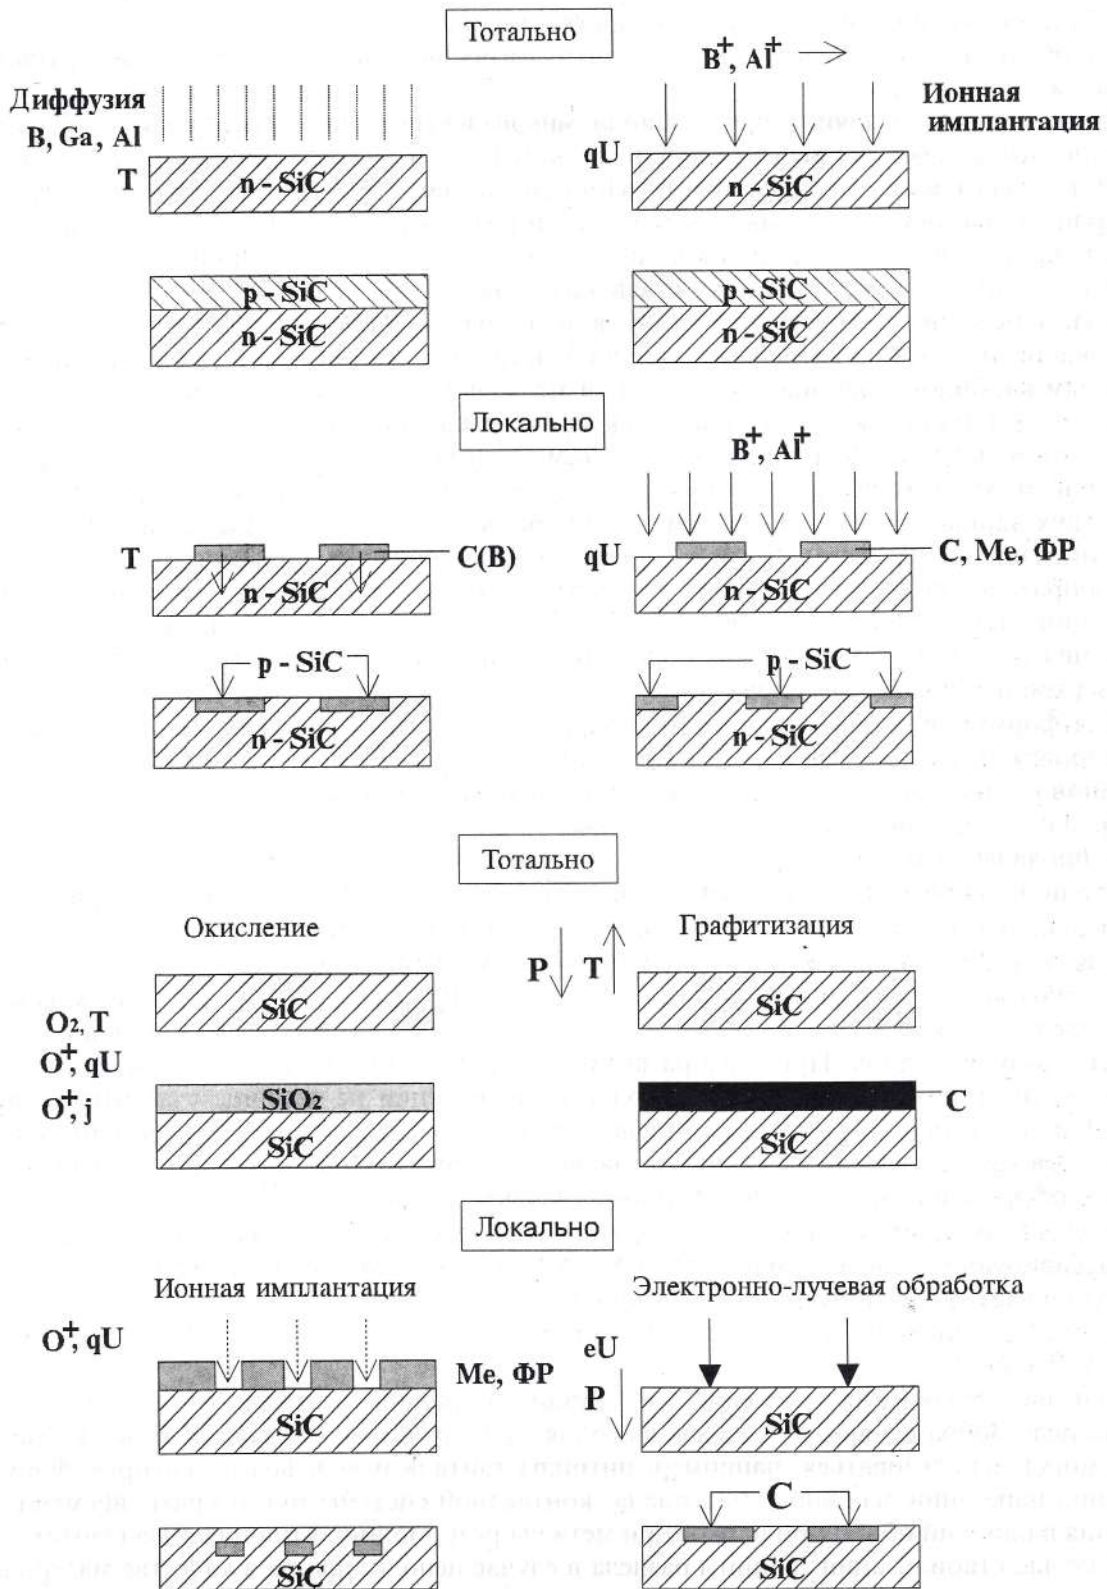 Тотально
Диффузия
B, Ga, Al
T
n - SiC
p - SiC
n - SiC
B⁺, Al⁺
Ионная
имплантация
qU
n - SiC
p - SiC
n - SiC
Локально
T
C(B)
n - SiC
p - SiC
n - SiC
B⁺, Al⁺
qU
C, Me, ФР
n - SiC
p - SiC
n - SiC
Тотально
Окисление
SiC
O₂, T
O⁺, qU
O⁺, j
SiO₂
SiC
P T
Графитизация
SiC
C
SiC
Локально
Ионная имплантация
O⁺, qU
Me, ФР
SiC
SiC
Электронно-лучевая обработка
eU
P
SiC
C
SiC